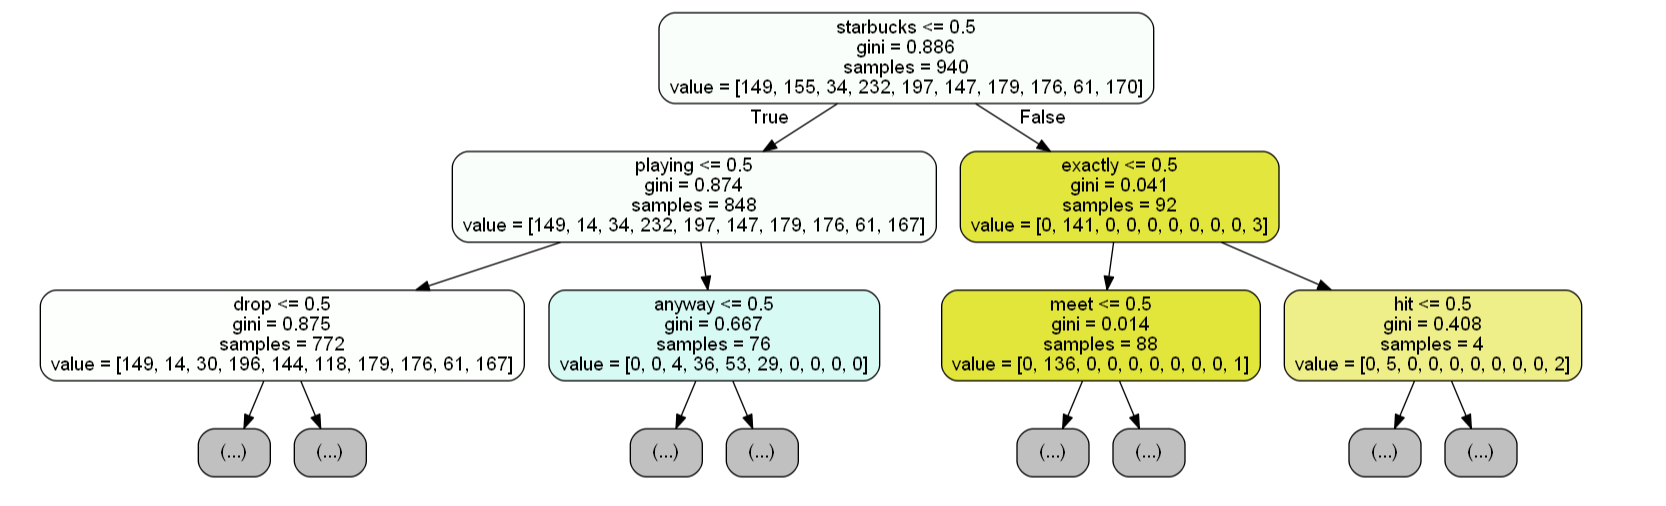 starbucks <= 0.5
gini = 0.886
samples = 940
value = [149, 155, 34, 232, 197, 147, 179, 176, 61, 170]
True
False
playing <= 0.5
gini = 0.874
samples = 848
value = [149, 14, 34, 232, 197, 147, 179, 176, 61, 167]
exactly <= 0.5
gini = 0.041
samples = 92
value = [0, 141, 0, 0, 0, 0, 0, 0, 0, 3]
drop <= 0.5
gini = 0.875
samples = 772
value = [149, 14, 30, 196, 144, 118, 179, 176, 61, 167]
anyway <= 0.5
gini = 0.667
samples = 76
value = [0, 0, 4, 36, 53, 29, 0, 0, 0, 0]
meet <= 0.5
gini = 0.014
samples = 88
value = [0, 136, 0, 0, 0, 0, 0, 0, 0, 1]
hit <= 0.5
gini = 0.408
samples = 4
value = [0, 5, 0, 0, 0, 0, 0, 0, 0, 2]
(...)
(...)
(...)
(...)
(...)
(...)
(...)
(...)